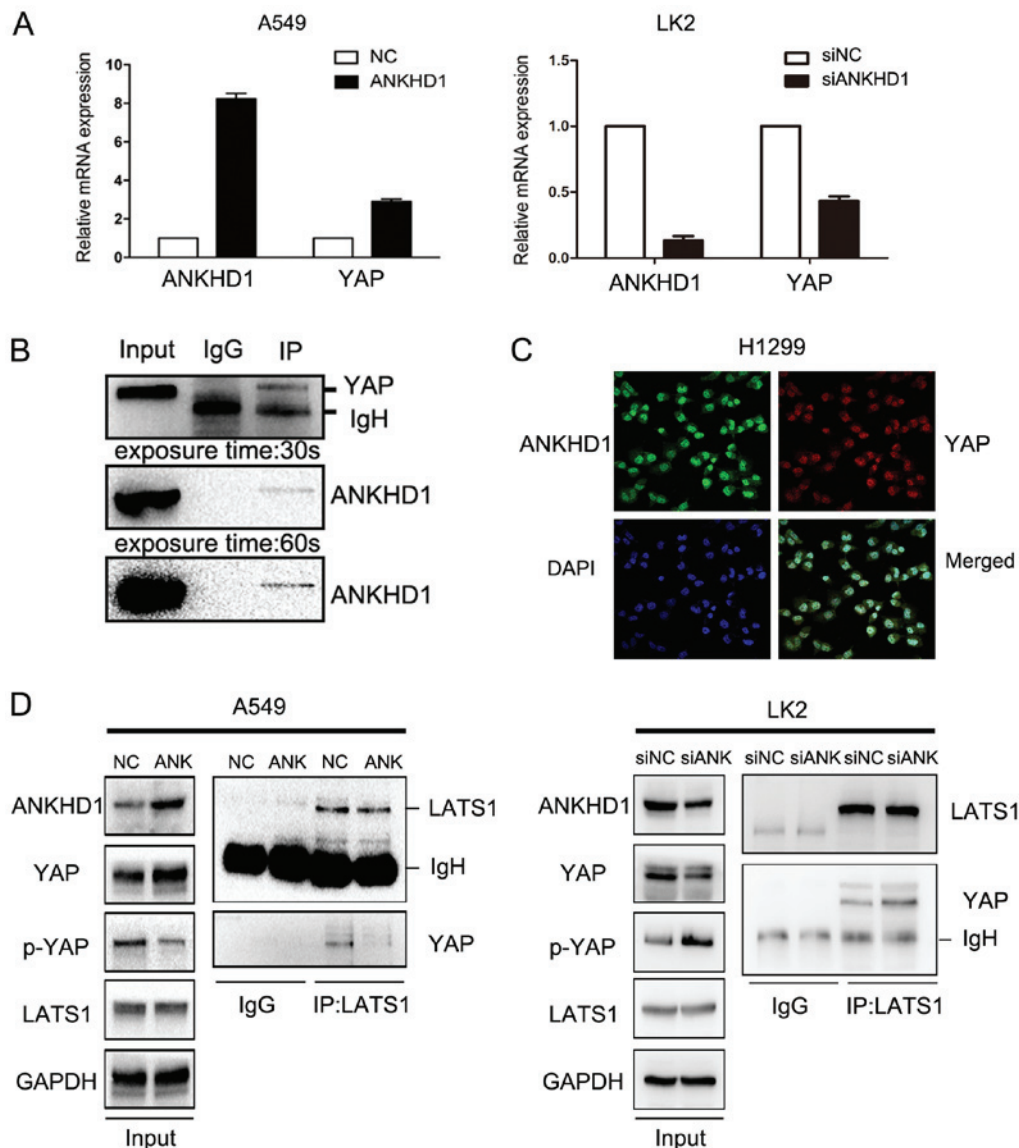 A
A549
NC
ANKHD1
Relative mRNA expression
10
8
6
4
2
0
ANKHD1 YAP
LK2
siNC
siANKHD1
Relative mRNA expression
1.5
1.0
0.5
0.0
ANKHD1 YAP
B
Input IgG IP
YAP
IgH
exposure time:30s
ANKHD1
exposure time:60s
ANKHD1
C
H1299
ANKHD1
YAP
DAPI
Merged
D
A549
NC ANK
NC ANK NC ANK
ANKHD1
YAP
p-YAP
LATS1
GAPDH
Input
LATS1
IgH
YAP
IgG IP:LATS1
LK2
siNC siANK
siNC siANK siNC siANK
ANKHD1
YAP
p-YAP
LATS1
GAPDH
Input
LATS1
YAP
IgH
IgG IP:LATS1